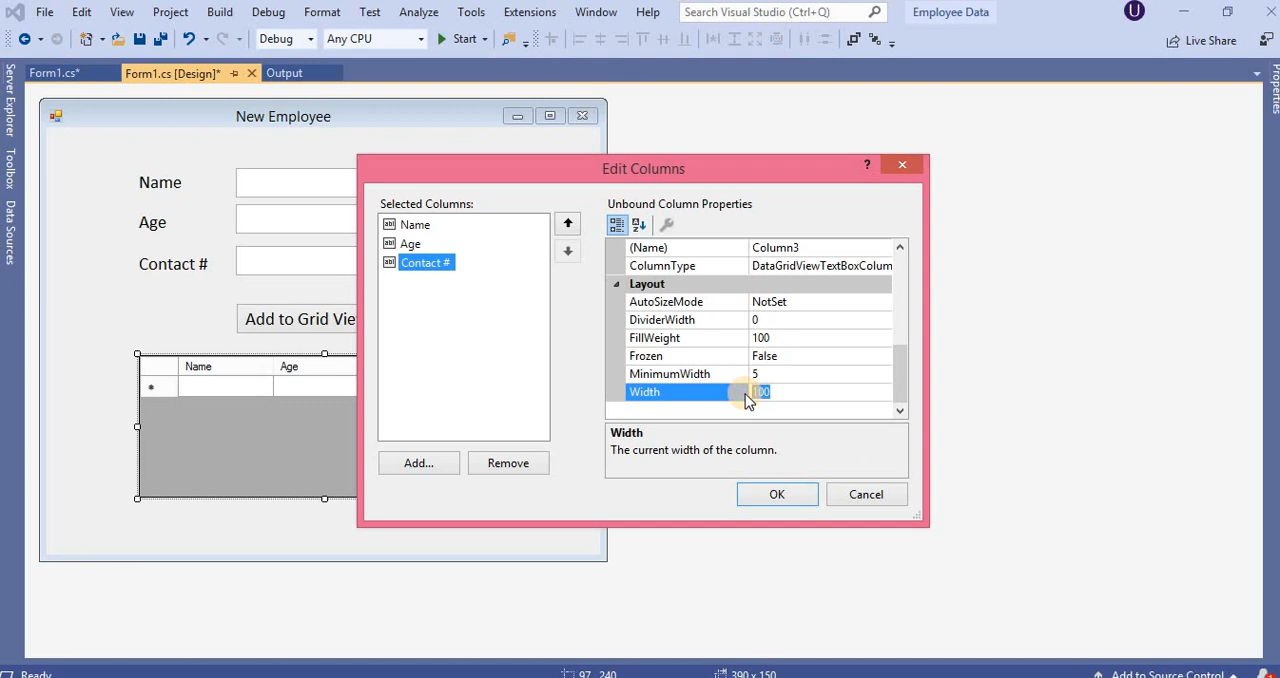 File Edit View Project Build Debug Format Test Analyze Tools Extensions Window Help Search Visual Studio (Ctrl+Q) Employee Data U
Debug Any CPU Start Live Share
Form1.cs* Form1.cs [Design]* Output
Server Explorer
Toolbox
Data Sources
Properties
New Employee
Name
Age
Contact #
Add to Grid Vie
Name Age
Edit Columns
?
Selected Columns:
Name
Age
Contact #
Add... Remove
Unbound Column Properties
(Name) Column3
ColumnType DataGridViewTextBoxColum
Layout
AutoSizeMode NotSet
DividerWidth 0
FillWeight 100
Frozen False
MinimumWidth 5
Width 100
Width
The current width of the column.
OK Cancel
Ready 97, 240 390 x 150 Add to Source Control